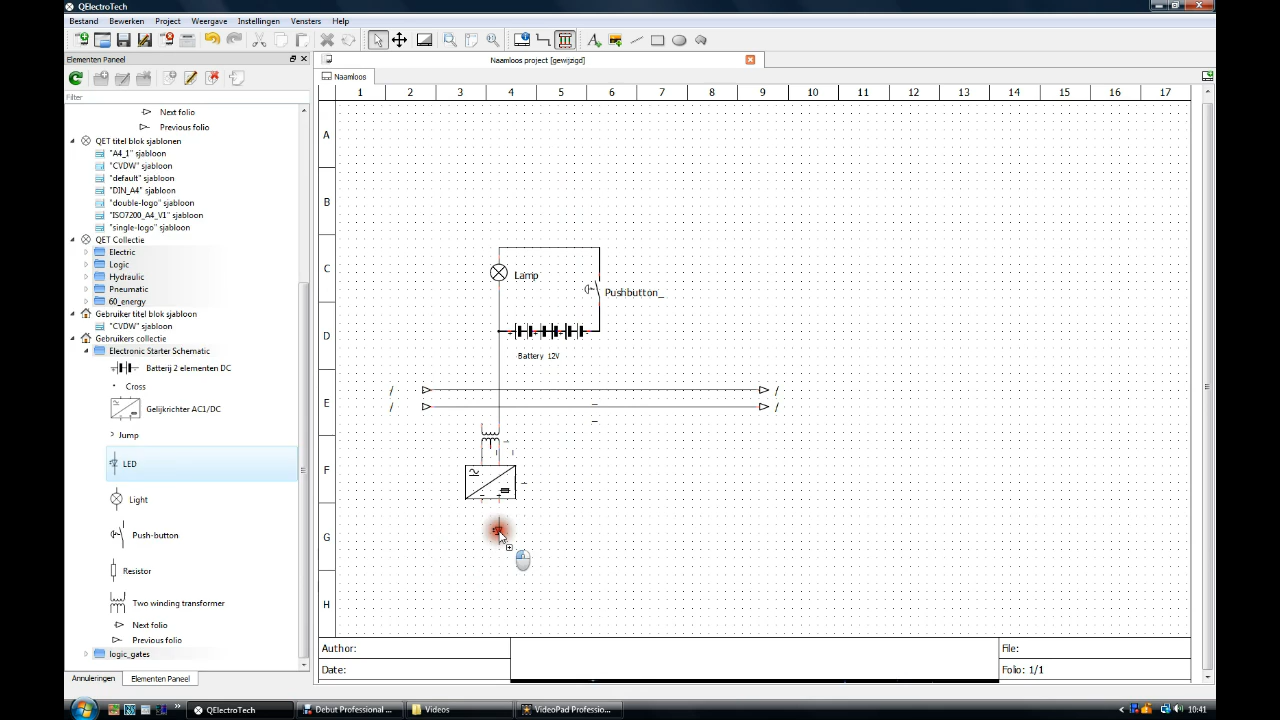 QElectroTech
Bestand Bewerken Project Weergave Instellingen Vensters Help
Elementen Paneel
Naamloos project [gewijzigd]
Naamloos
Filter
Next folio
Previous folio
QET titel blok sjablonen
"A4_1" sjabloon
"CVDW" sjabloon
"default" sjabloon
"DIN_A4" sjabloon
"double-logo" sjabloon
"ISO7200_A4_V1" sjabloon
"single-logo" sjabloon
QET Collectie
Electric
Logic
Hydraulic
Pneumatic
60_energy
Gebruiker titel blok sjabloon
"CVDW" sjabloon
Gebruikers collectie
Electronic Starter Schematic
Batterij 2 elementen DC
Cross
Gelijkrichter AC1/DC
Jump
LED
Light
Push-button
Resistor
Two winding transformer
Next folio
Previous folio
logic_gates
Annuleringen Elementen Paneel
1 2 3 4 5 6 7 8 9 10 11 12 13 14 15 16 17
A
B
C
D
E
F
G
H
Lamp
Pushbutton_
Battery 12V
/ /
/ /
Author:
Date:
File:
Folio: 1/1
QElectroTech
Debut Professional ...
Videos
VideoPad Professio...
10:41